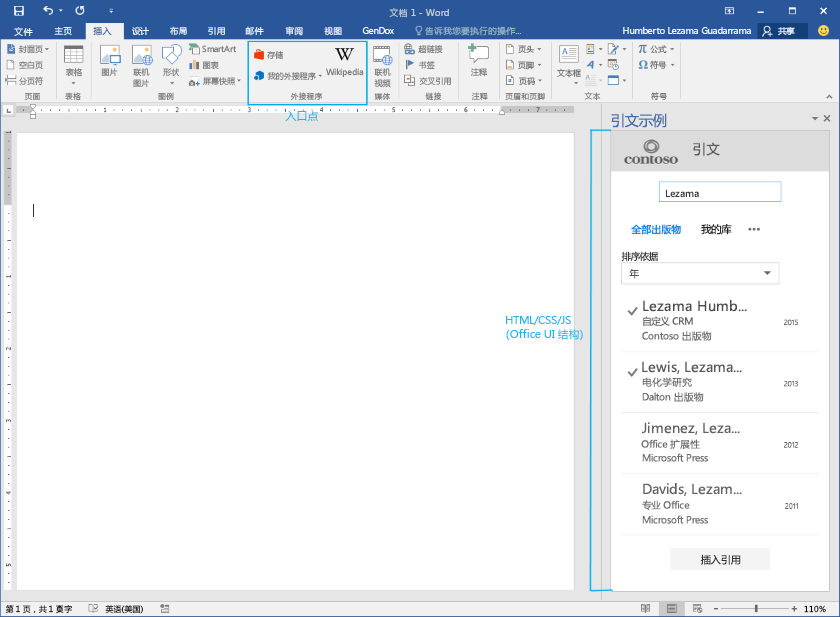 文档 1 - Word
文件 主页 插入 设计 布局 引用 邮件 审阅 视图 GenDox 告诉我您要执行的操作... Humberto Lezama Guadarrama 共享
封面页 空白页 分页符
页面
表格
表格
图片 联机图片 形状 SmartArt 图表 屏幕快照
图例
存储 我的外接程序 W Wikipedia
外接程序
联机视频
媒体
超链接 书签 交叉引用
链接
注释
注释
页头 页脚 页码
页眉和页脚
文本框
文本
公式 符号
符号
入口点
引文示例
contoso 引文
Lezama
全部出版物 我的库 •••
排序依据
年
Lezama Humb...
自定义 CRM 2015
Contoso 出版物
HTML/CSS/JS
(Office UI 结构)
Lewis, Lezama...
电化学研究 2013
Dalton 出版物
Jimenez, Leza...
Office 扩展性 2012
Microsoft Press
Davids, Lezam...
专业 Office 2011
Microsoft Press
插入引用
第 1 页，共 1 页 0 字 英语(美国) 110%